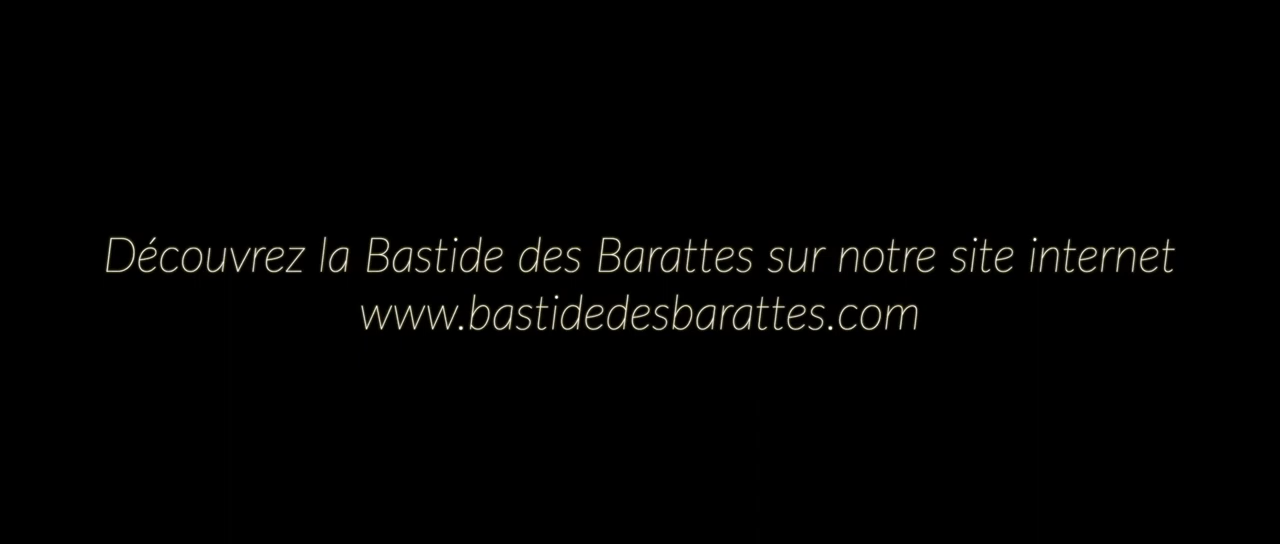 Découvrez la Bastide des Barattes sur notre site internet
www.bastidedesbarattes.com